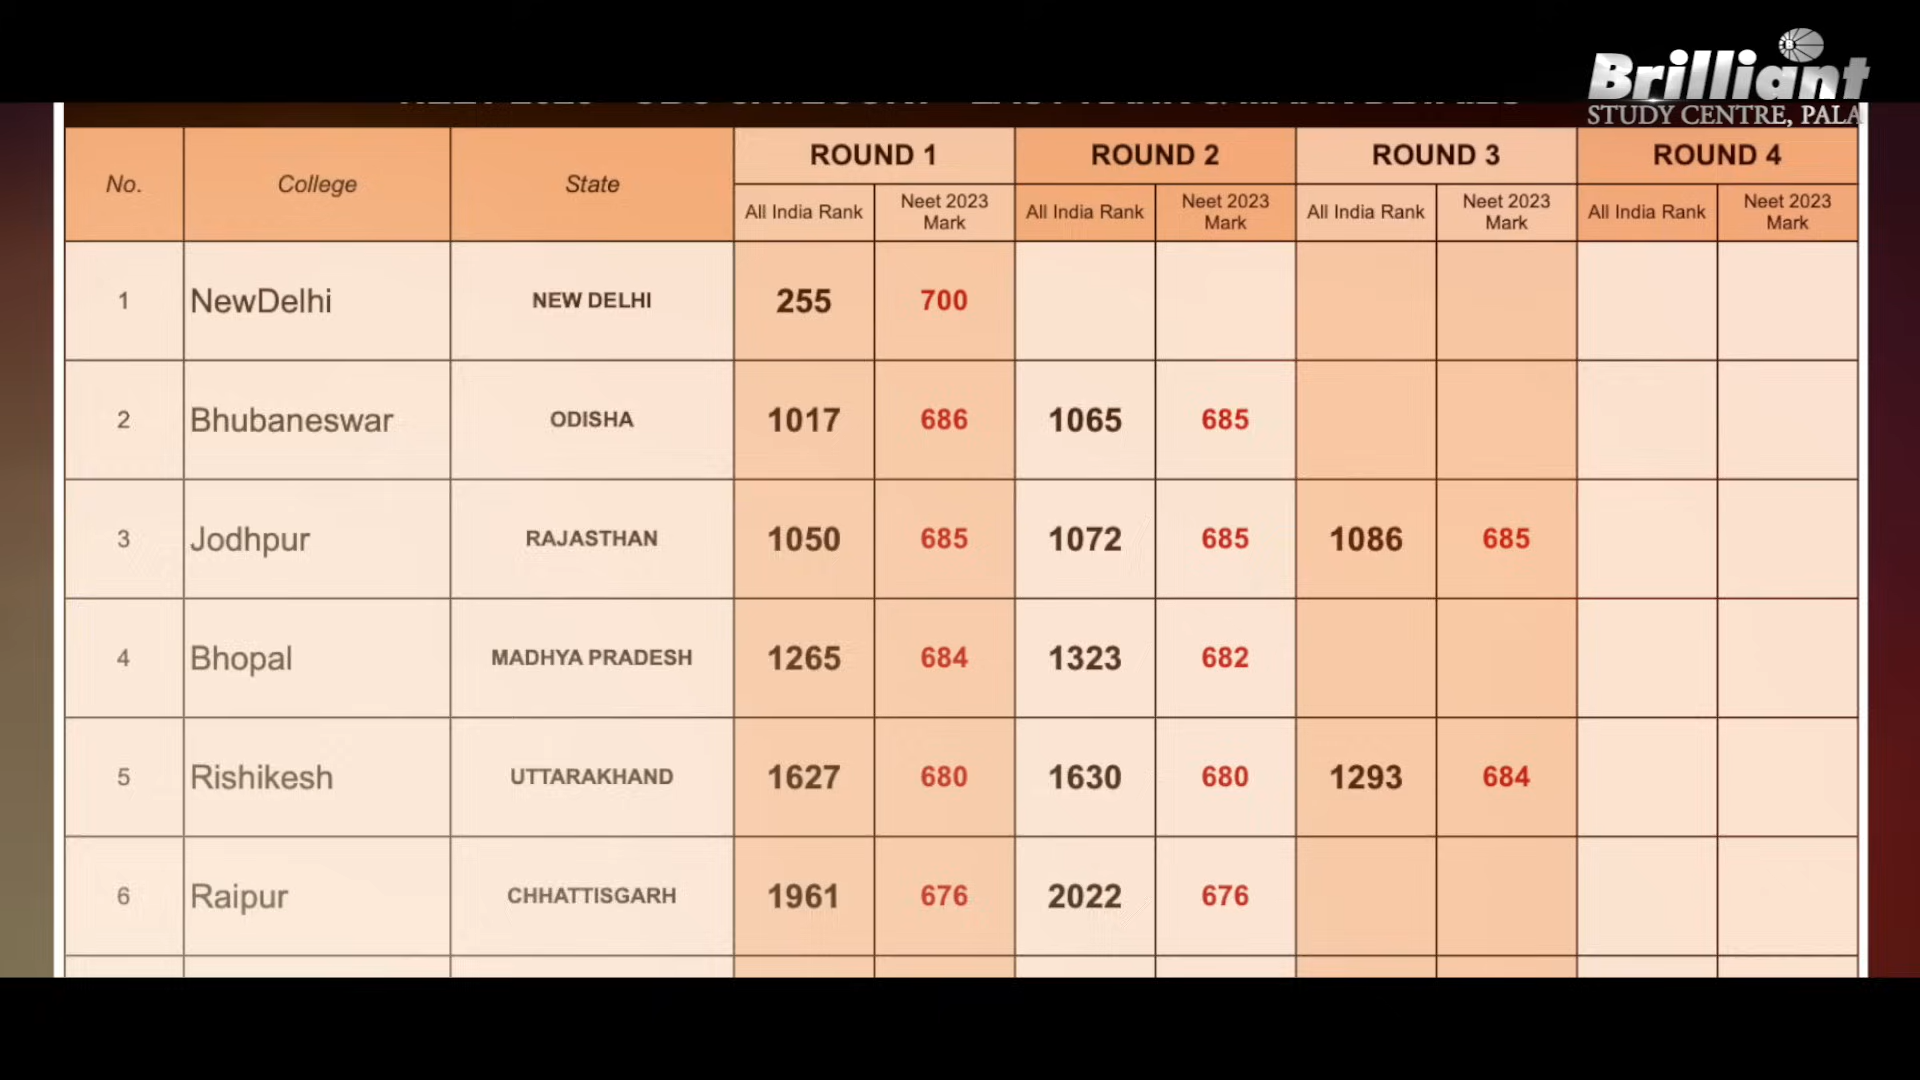 Brilliant
STUDY CENTRE, PALA
No. College State ROUND 1 ROUND 2 ROUND 3 ROUND 4
All India Rank Neet 2023 Mark All India Rank Neet 2023 Mark All India Rank Neet 2023 Mark All India Rank Neet 2023 Mark
1 NewDelhi NEW DELHI 255 700
2 Bhubaneswar ODISHA 1017 686 1065 685
3 Jodhpur RAJASTHAN 1050 685 1072 685 1086 685
4 Bhopal MADHYA PRADESH 1265 684 1323 682
5 Rishikesh UTTARAKHAND 1627 680 1630 680 1293 684
6 Raipur CHHATTISGARH 1961 676 2022 676